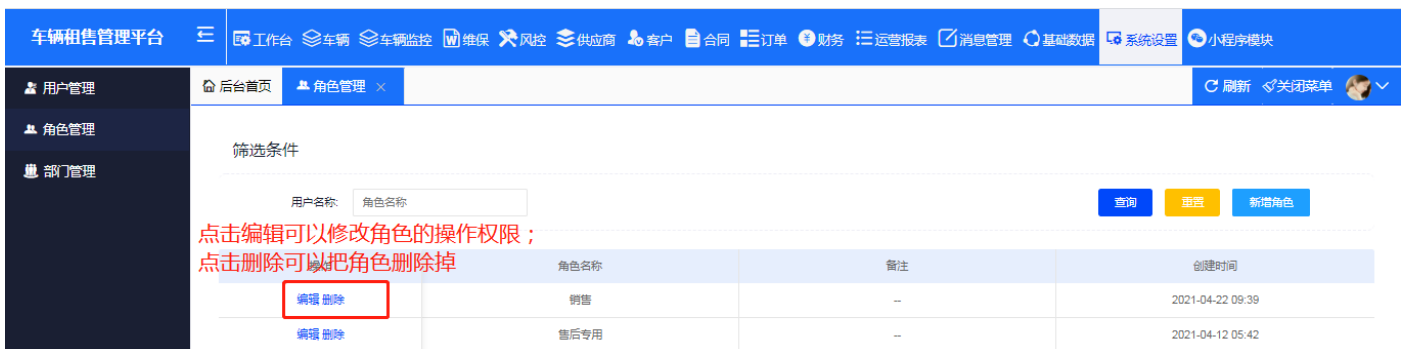 车辆租售管理平台 工作台 车辆 车辆监控 维保 风控 供应商 客户 合同 订单 财务 运营报表 消息管理 基础数据 系统设置 小程序模块
用户管理 后台首页 角色管理 × 刷新 关闭菜单
角色管理
筛选条件
部门管理
用户名称: 角色名称 查询 重置 新增角色
点击编辑可以修改角色的操作权限；
点击删除可以把角色删除掉
操作 角色名称 备注 创建时间
编辑 删除 销售 -- 2021-04-22 09:39
编辑 删除 售后专用 -- 2021-04-12 05:42